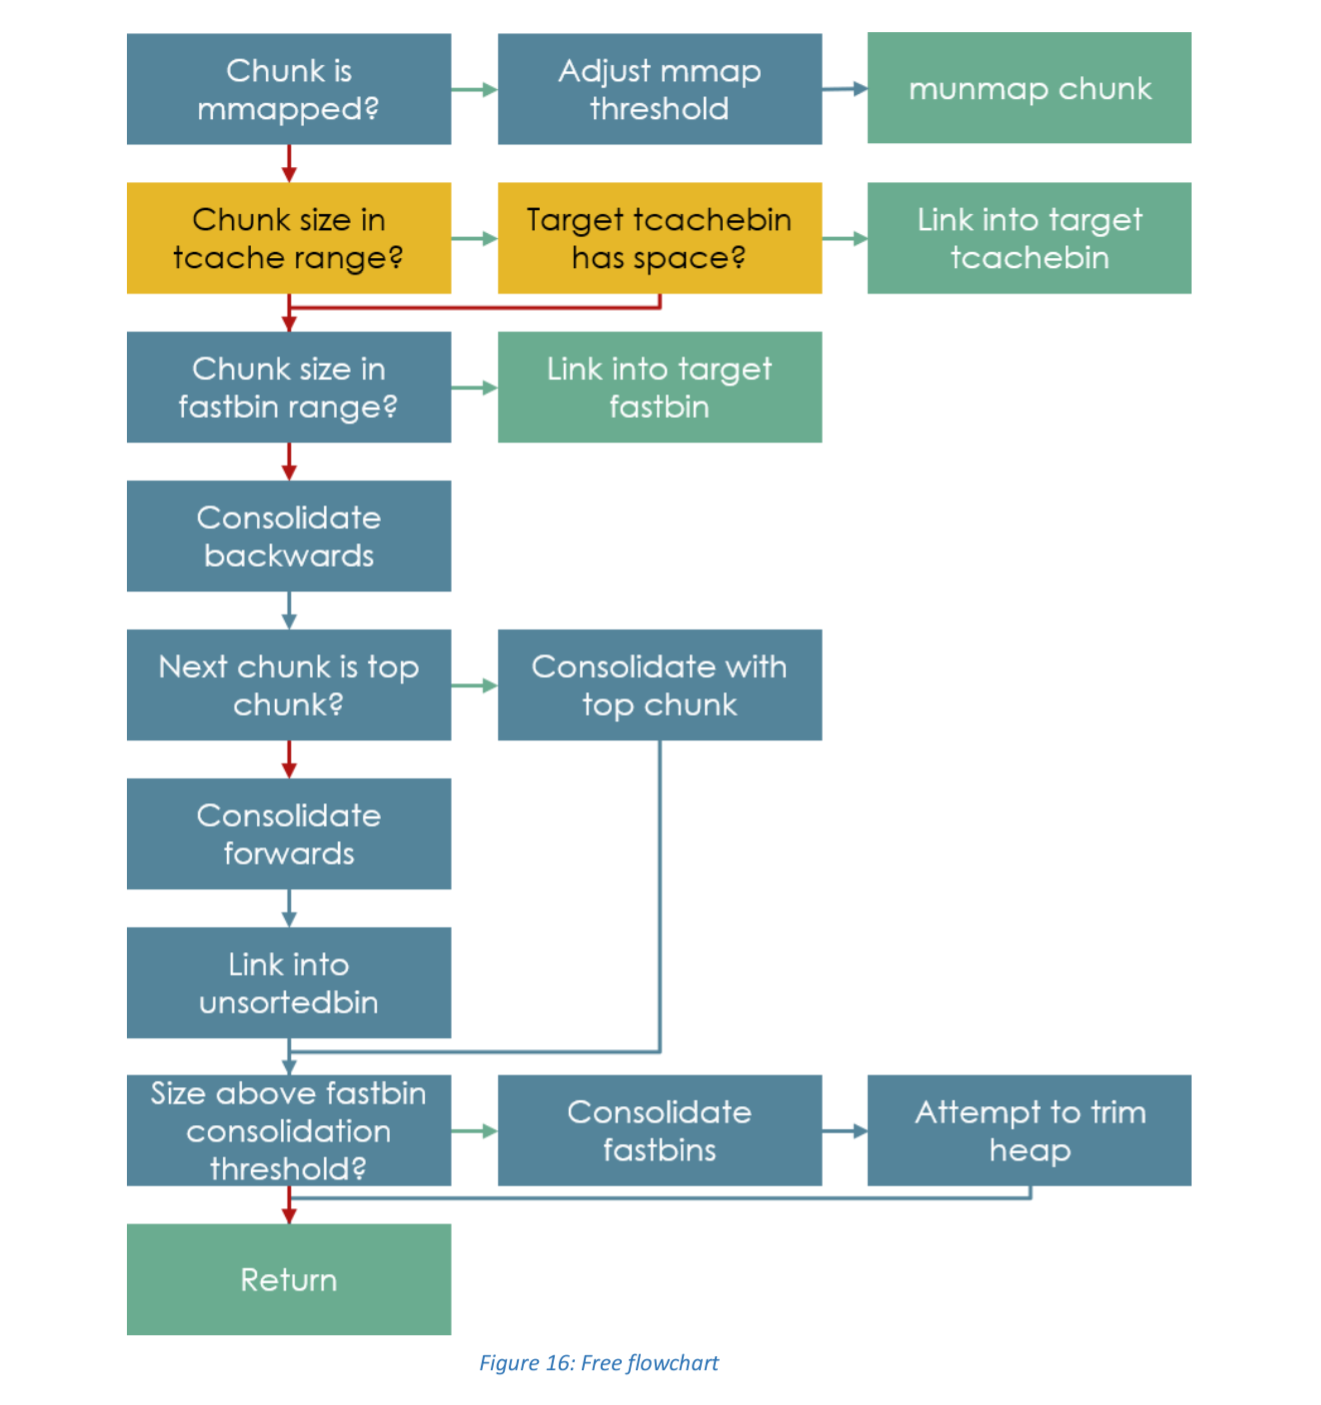 Chunk is
mmapped?
Adjust mmap
threshold
munmap chunk
Chunk size in
tcache range?
Target tcachebin
has space?
Link into target
tcachebin
Chunk size in
fastbin range?
Link into target
fastbin
Consolidate
backwards
Next chunk is top
chunk?
Consolidate with
top chunk
Consolidate
forwards
Link into
unsortedbin
Size above fastbin
consolidation
threshold?
Consolidate
fastbins
Attempt to trim
heap
Return
Figure 16: Free flowchart